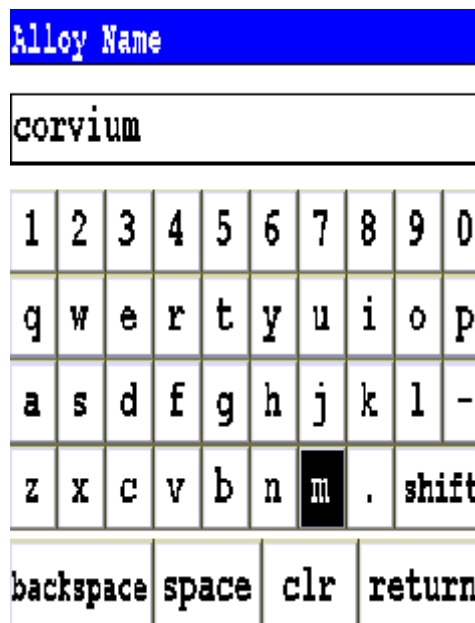 Alloy Name
corvium
1 2 3 4 5 6 7 8 9 0
q w e r t y u i o p
a s d f g h j k l -
z x c v b n m . shift
backspace space clr return